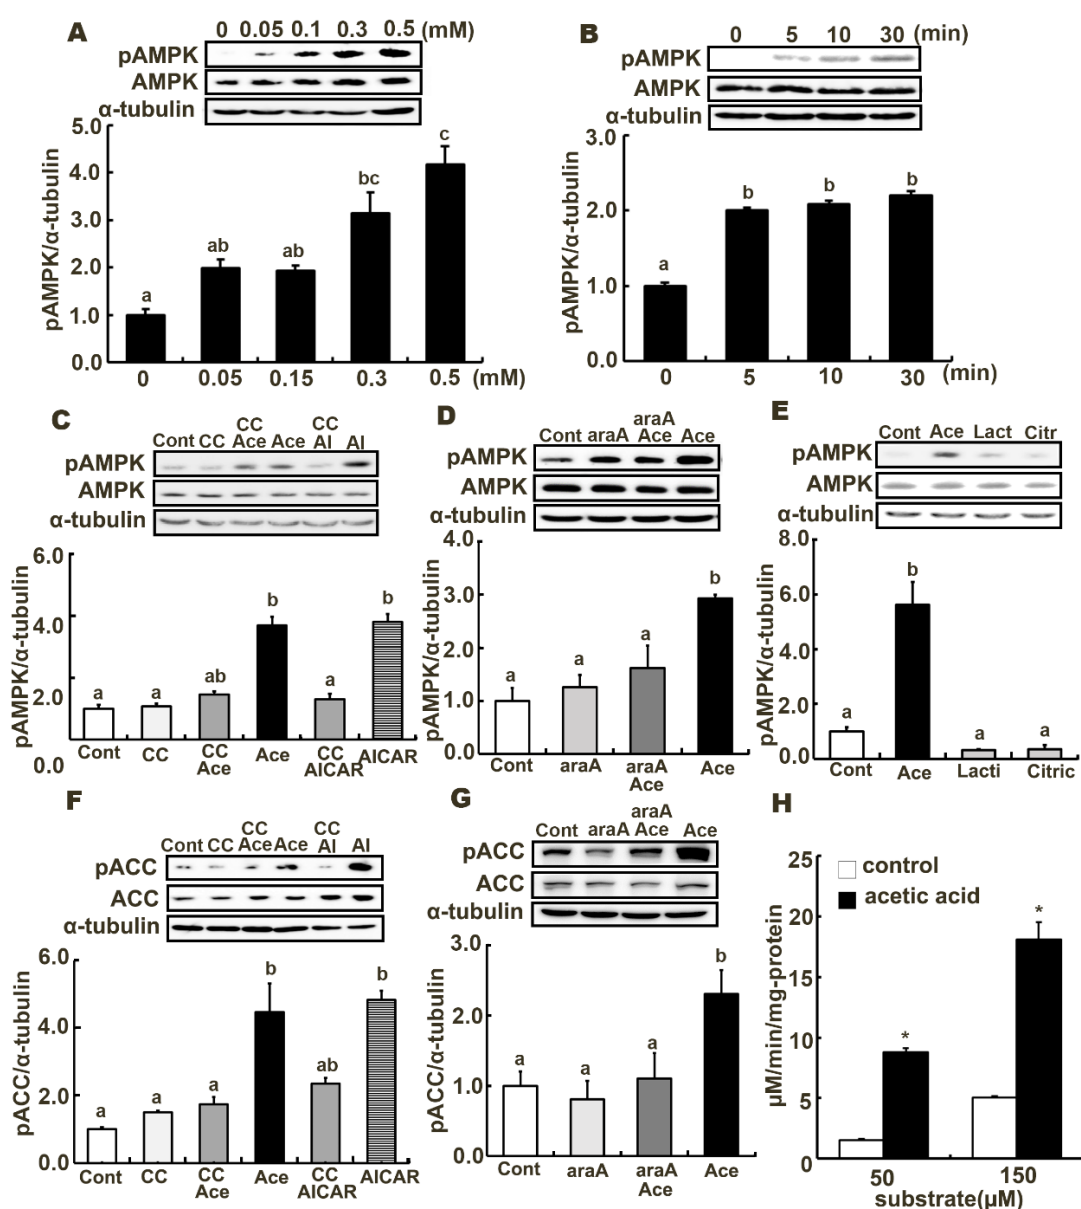 A
0 0.05 0.1 0.3 0.5 (mM)
pAMPK
AMPK
α-tubulin
pAMPK/α-tubulin
5.0
4.0
3.0
2.0
1.0
0.0
a
ab
ab
bc
c
0 0.05 0.15 0.3 0.5 (mM)
B
0 5 10 30 (min)
pAMPK
AMPK
α-tubulin
pAMPK/α-tubulin
3.0
2.0
1.0
0.0
a
b
b
b
0 5 10 30 (min)
C
Cont CC CC Ace Ace CC AI AI
pAMPK
AMPK
α-tubulin
pAMPK/α-tubulin
6.0
4.0
2.0
0.0
a
a
ab
b
a
b
Cont CC CC Ace Ace CC AICAR AICAR
D
Cont araA araA Ace Ace
pAMPK
AMPK
α-tubulin
pAMPK/α-tubulin
4.0
3.0
2.0
1.0
0.0
a
a
a
b
Cont araA araA Ace Ace
E
Cont Ace Lact Citr
pAMPK
AMPK
α-tubulin
pAMPK/α-tubulin
8.0
6.0
4.0
2.0
.0
a
b
a
a
Cont Ace Lacti Citric
F
Cont CC CC Ace Ace CC AI AI
pACC
ACC
α-tubulin
pACC/α-tubulin
6.0
4.0
2.0
0.0
a
a
a
b
ab
b
Cont CC CC Ace Ace CC AICAR AICAR
G
Cont araA araA Ace Ace
pACC
ACC
α-tubulin
pACC/α-tubulin
3.0
2.0
1.0
0.0
a
a
a
b
Cont araA araA Ace Ace
H
control
acetic acid
µM/min/mg-protein
25
20
15
10
5
0
*
*
50 150
substrate(µM)